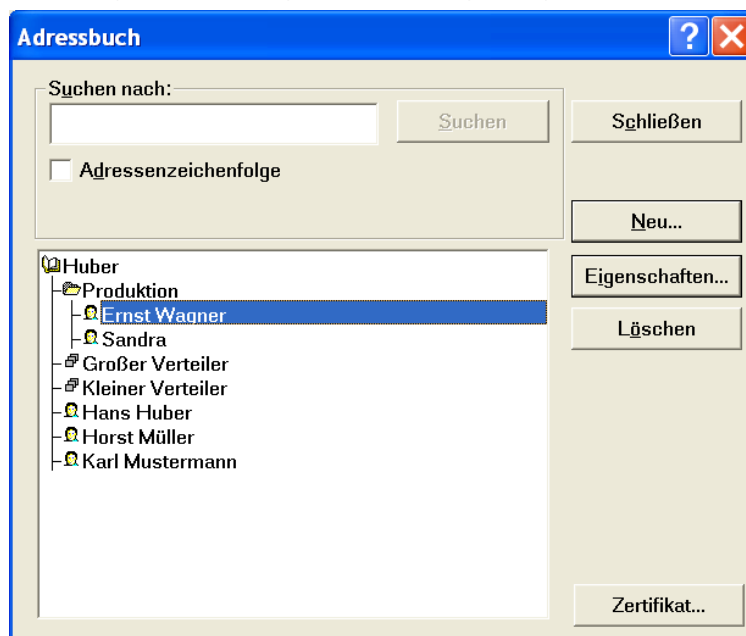 Adressbuch
Suchen nach:
Suchen
Schließen
Adressenzeichenfolge
Neu...
Huber
Eigenschaften...
Produktion
Ernst Wagner
Löschen
Sandra
Großer Verteiler
Kleiner Verteiler
Hans Huber
Horst Müller
Karl Mustermann
Zertifikat...